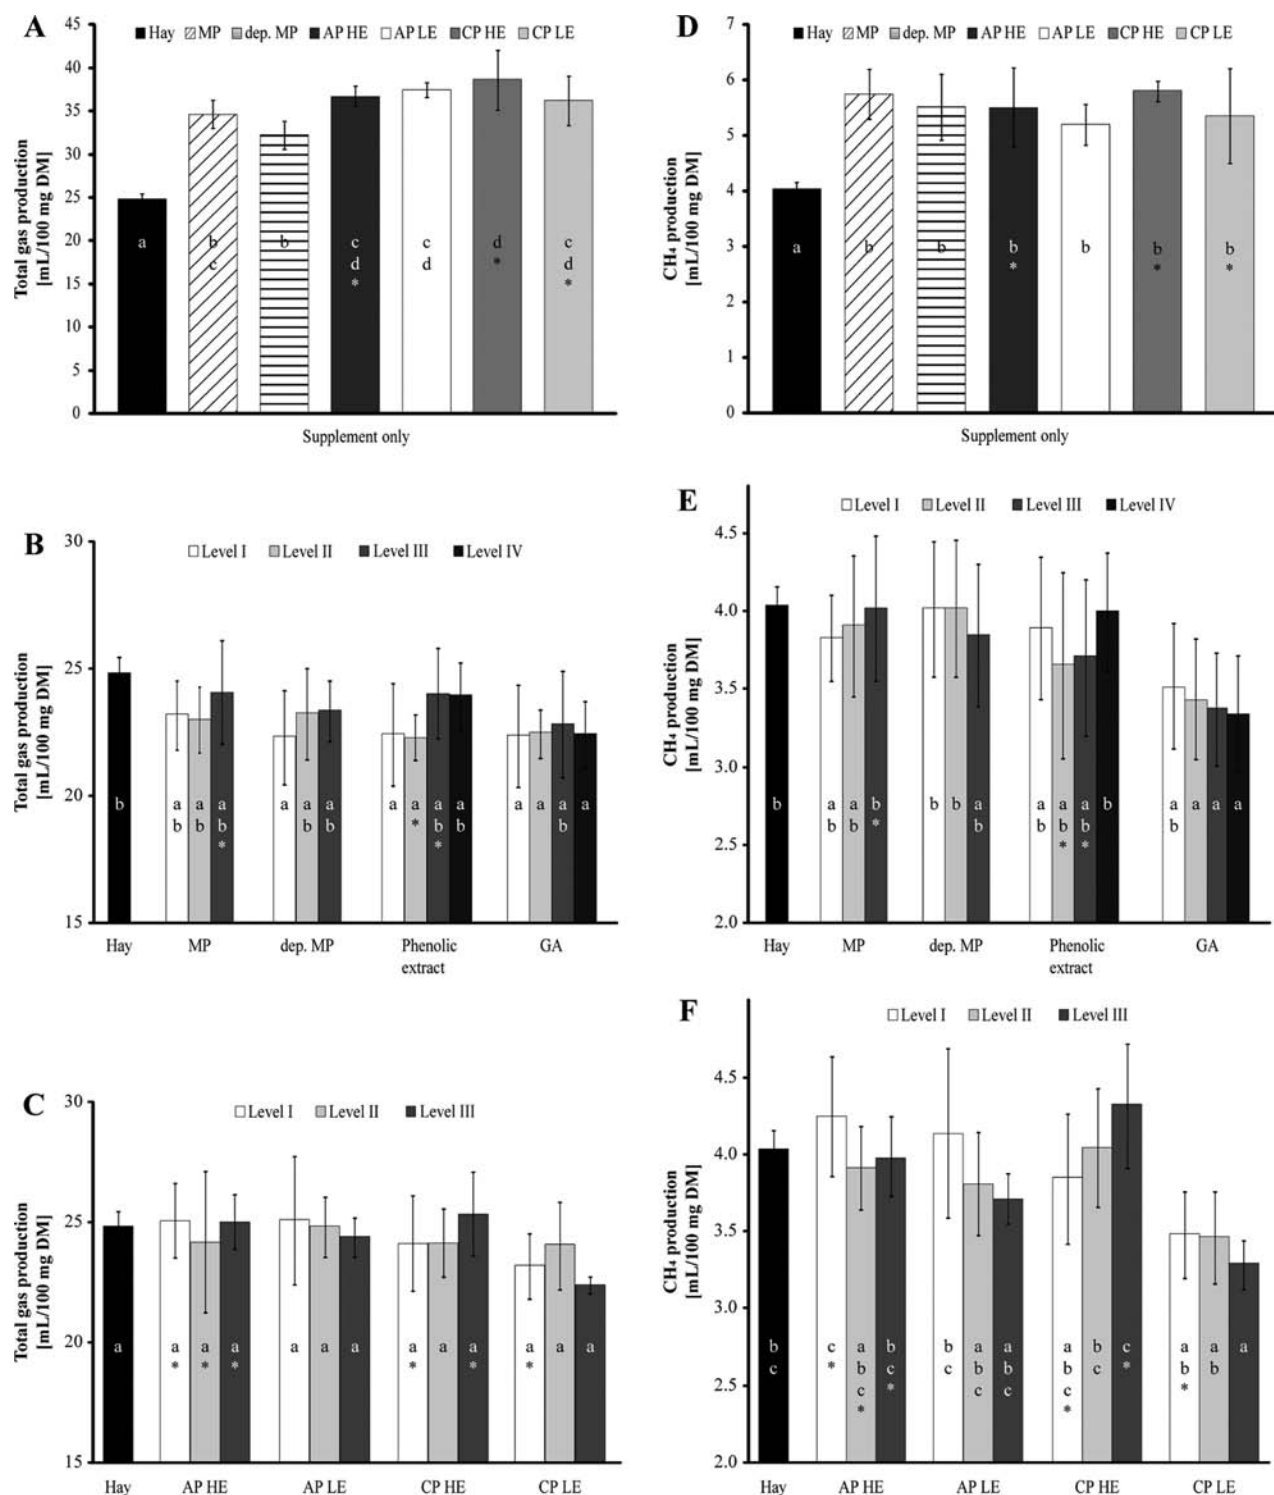 A
Hay MP dep. MP AP HE AP LE CP HE CP LE
Total gas production
[mL/100 mg DM]
45
40
35
30
25
20
15
10
5
0
a
b
c
b
c
d
*
c
d
d
*
c
d
*
Supplement only
D
Hay MP dep. MP AP HE AP LE CP HE CP LE
CH₄ production
[mL/100 mg DM]
7
6
5
4
3
2
1
0
a
b
b
b
*
b
b
*
b
*
Supplement only
B
Level I Level II Level III Level IV
Total gas production
[mL/100 mg DM]
30
25
20
15
b
a
b
a
b
a
b
*
a
a
b
a
b
a
a
*
a
b
*
a
b
a
a
a
b
a
Hay MP dep. MP Phenolic GA
extract
E
Level I Level II Level III Level IV
CH₄ production
[mL/100 mg DM]
4.5
4.0
3.5
3.0
2.5
2.0
b
a
b
a
b
b
*
b
b
a
b
a
b
a
b
*
a
b
*
b
a
b
a
a
a
Hay MP dep. MP Phenolic GA
extract
C
Level I Level II Level III
Total gas production
[mL/100 mg DM)
30
25
20
15
a
a
*
a
*
a
*
a
a
a
a
*
a
a
*
a
*
a
a
Hay AP HE AP LE CP HE CP LE
F
Level I Level II Level III
CH₄ production
[mL/100 mg DM]
4.5
4.0
3.5
3.0
2.5
2.0
b
c
c
*
a
b
c
*
b
c
*
b
c
a
b
c
a
b
c
a
b
c
*
b
c
c
*
a
b
*
a
b
a
Hay AP HE AP LE CP HE CP LE